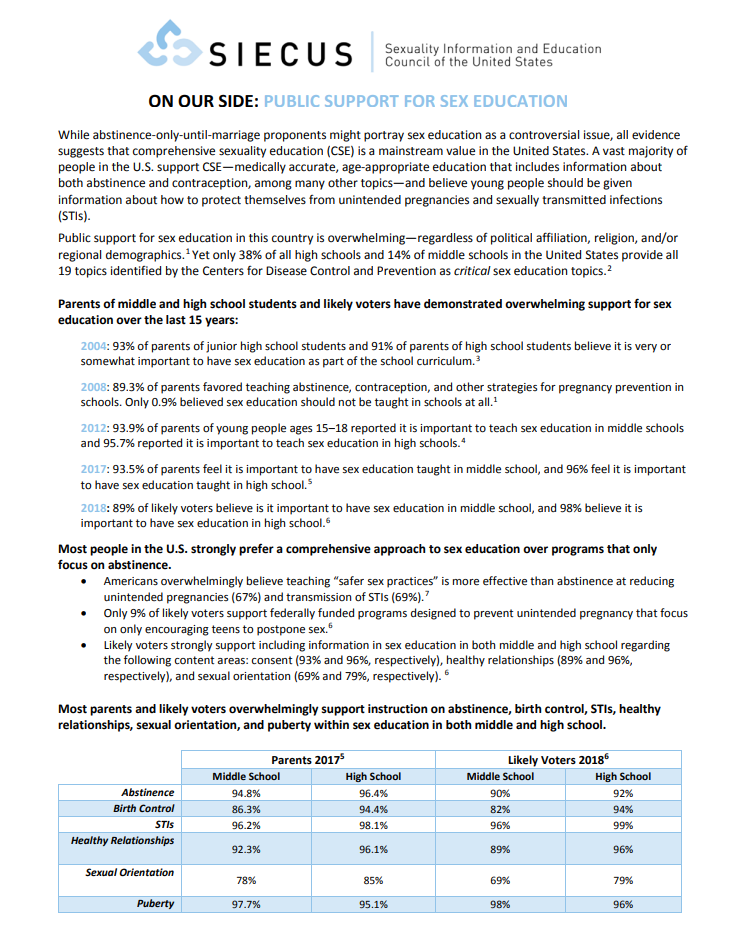 SIECUS
Sexuality Information and Education
Council of the United States
ON OUR SIDE: PUBLIC SUPPORT FOR SEX EDUCATION
While abstinence-only-until-marriage proponents might portray sex education as a controversial issue, all evidence
suggests that comprehensive sexuality education (CSE) is a mainstream value in the United States. A vast majority of
people in the U.S. support CSE—medically accurate, age-appropriate education that includes information about
both abstinence and contraception, among many other topics—and believe young people should be given
information about how to protect themselves from unintended pregnancies and sexually transmitted infections
(STIs).
Public support for sex education in this country is overwhelming—regardless of political affiliation, religion, and/or
regional demographics.¹ Yet only 38% of all high schools and 14% of middle schools in the United States provide all
19 topics identified by the Centers for Disease Control and Prevention as critical sex education topics.²
Parents of middle and high school students and likely voters have demonstrated overwhelming support for sex
education over the last 15 years:
2004: 93% of parents of junior high school students and 91% of parents of high school students believe it is very or
somewhat important to have sex education as part of the school curriculum.³
2008: 89.3% of parents favored teaching abstinence, contraception, and other strategies for pregnancy prevention in
schools. Only 0.9% believed sex education should not be taught in schools at all.¹
2012: 93.9% of parents of young people ages 15–18 reported it is important to teach sex education in middle schools
and 95.7% reported it is important to teach sex education in high schools.⁴
2017: 93.5% of parents feel it is important to have sex education taught in middle school, and 96% feel it is important
to have sex education taught in high school.⁵
2018: 89% of likely voters believe is it important to have sex education in middle school, and 98% believe it is
important to have sex education in high school.⁶
Most people in the U.S. strongly prefer a comprehensive approach to sex education over programs that only
focus on abstinence.
• Americans overwhelmingly believe teaching “safer sex practices” is more effective than abstinence at reducing
unintended pregnancies (67%) and transmission of STIs (69%).⁷
• Only 9% of likely voters support federally funded programs designed to prevent unintended pregnancy that focus
on only encouraging teens to postpone sex.⁶
• Likely voters strongly support including information in sex education in both middle and high school regarding
the following content areas: consent (93% and 96%, respectively), healthy relationships (89% and 96%,
respectively), and sexual orientation (69% and 79%, respectively). ⁶
Most parents and likely voters overwhelmingly support instruction on abstinence, birth control, STIs, healthy
relationships, sexual orientation, and puberty within sex education in both middle and high school.
Parents 2017⁵ Likely Voters 2018⁶
Middle School High School Middle School High School
Abstinence 94.8% 96.4% 90% 92%
Birth Control 86.3% 94.4% 82% 94%
STIs 96.2% 98.1% 96% 99%
Healthy Relationships 92.3% 96.1% 89% 96%
Sexual Orientation 78% 85% 69% 79%
Puberty 97.7% 95.1% 98% 96%